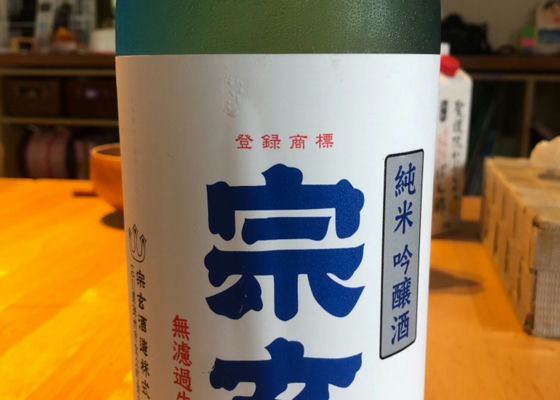 登録商標
宗玄
純米 吟醸酒
無濾過生
宗玄酒造株式